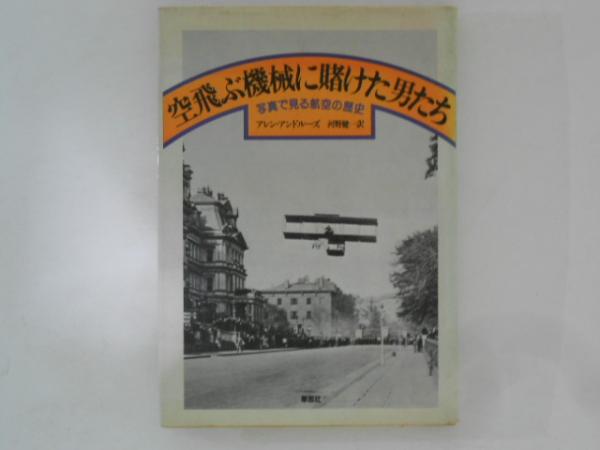 空飛ぶ機械に賭けた男たち
写真で見る航空の歴史
アレン・アンドルーズ 河野健一訳
草思社